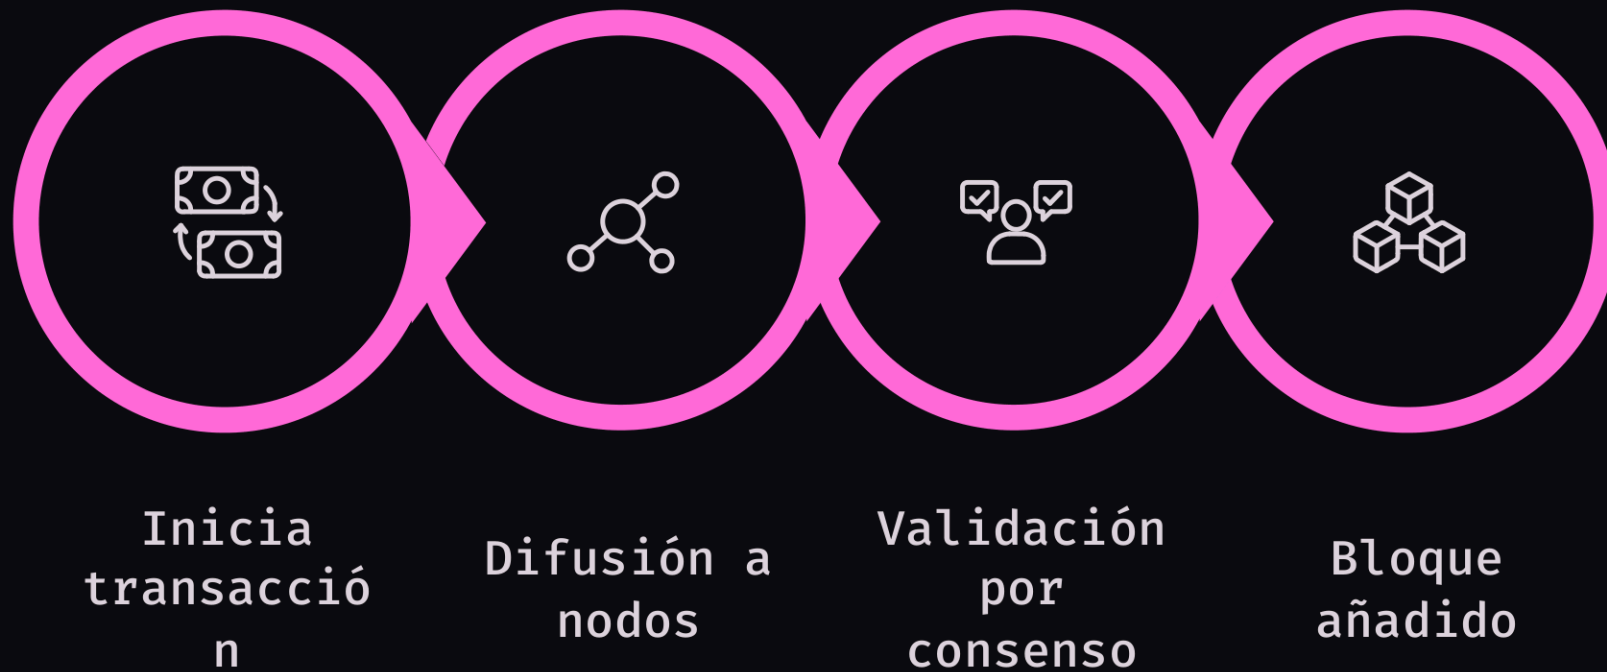 Inicia
transacció
n
Difusión a
nodos
Validación
por
consenso
Bloque
añadido